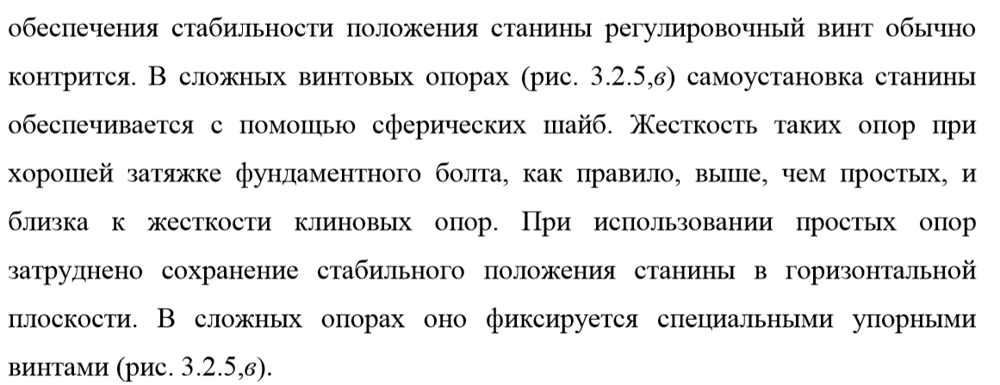 обеспечения стабильности положения станины регулировочный винт обычно
контрится. В сложных винтовых опорах (рис. 3.2.5,в) самоустановка станины
обеспечивается с помощью сферических шайб. Жесткость таких опор при
хорошей затяжке фундаментного болта, как правило, выше, чем простых, и
близка к жесткости клиновых опор. При использовании простых опор
затруднено сохранение стабильного положения станины в горизонтальной
плоскости. В сложных опорах оно фиксируется специальными упорными
винтами (рис. 3.2.5,в).